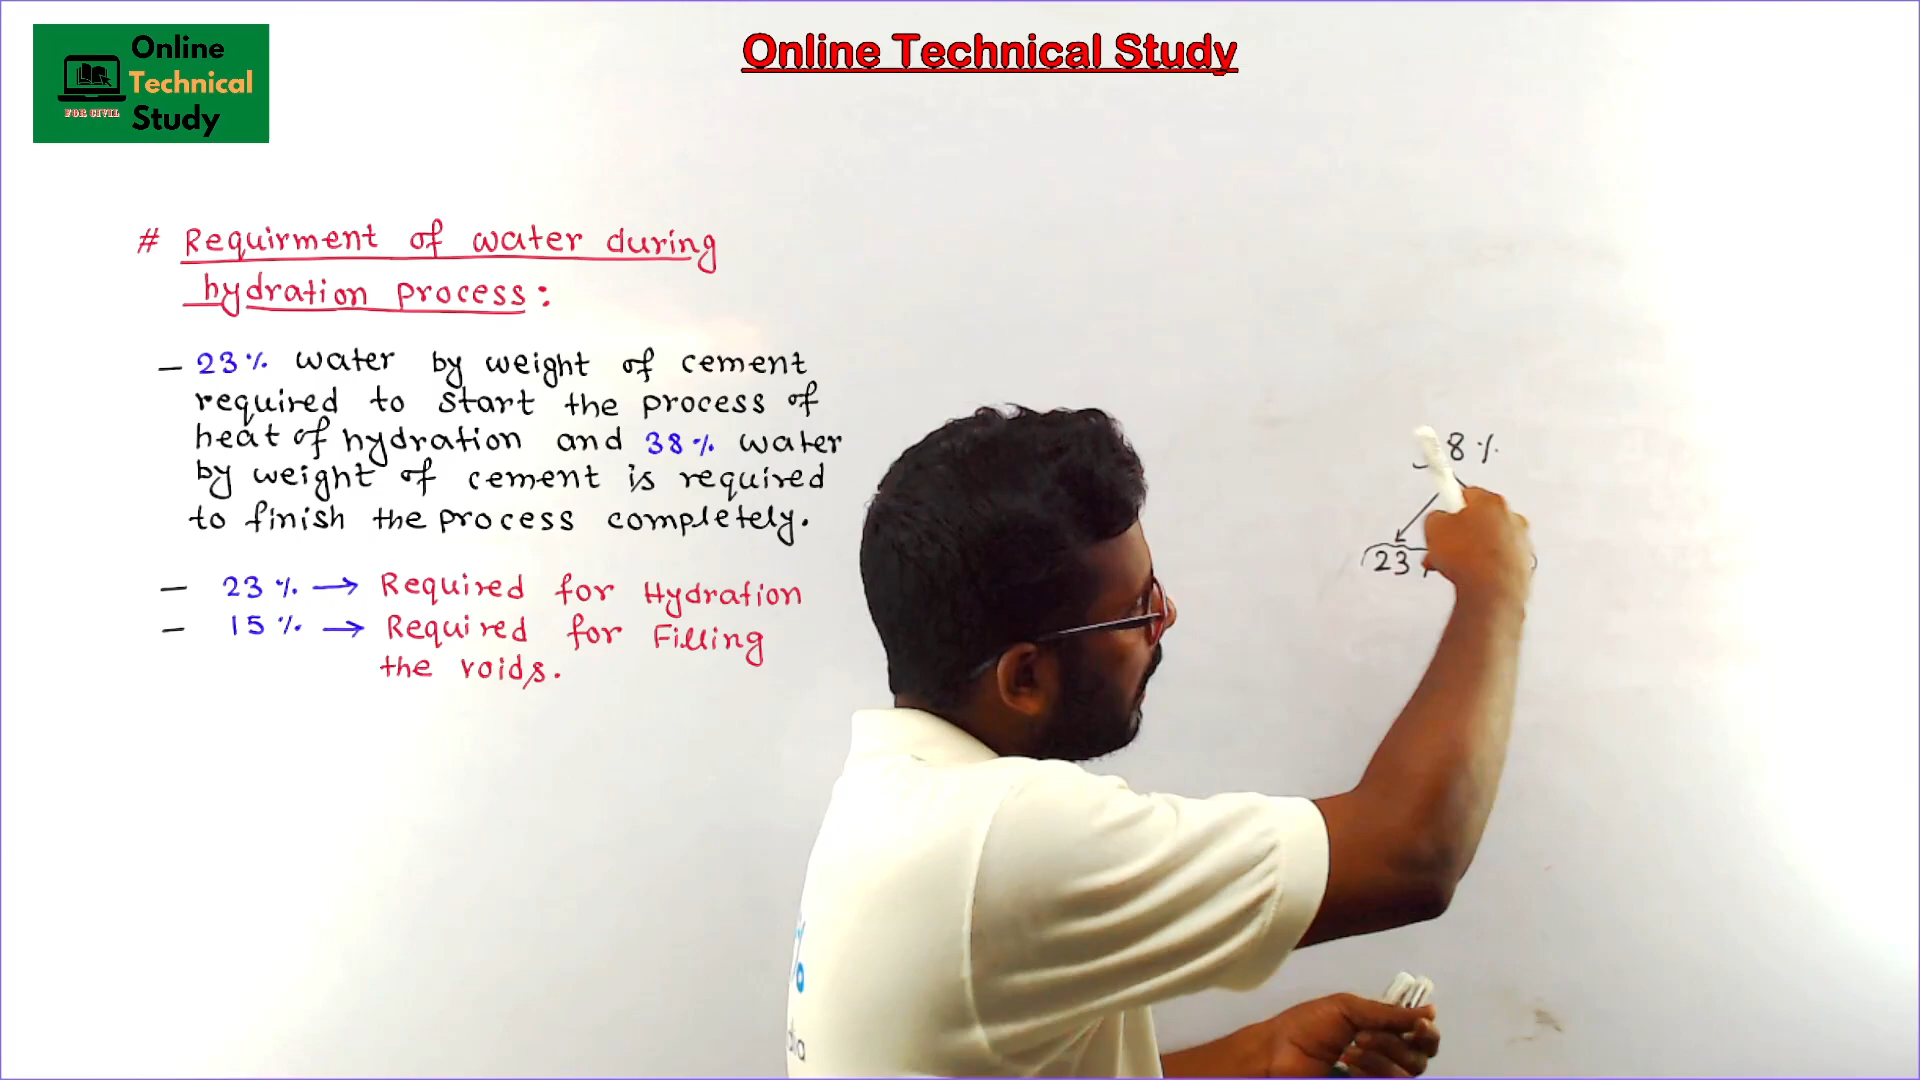 Online
Technical
Study
FOR CIVIL
Online Technical Study
# Requirment of water during
hydration process:
– 23% water by weight of cement
required to start the process of
heat of hydration and 38% water
by weight of cement is required
to finish the process completely.
– 23% → Required for Hydration
– 15% → Required for Filling
the voids.
8%
23